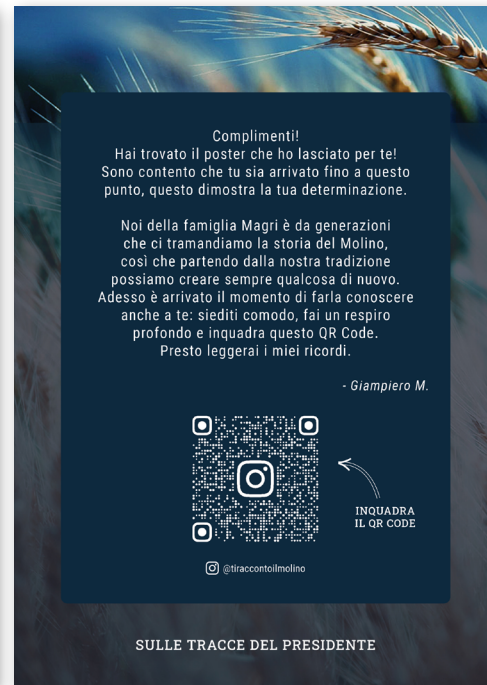 Complimenti!
Hai trovato il poster che ho lasciato per te!
Sono contento che tu sia arrivato fino a questo
punto, questo dimostra la tua determinazione.
Noi della famiglia Magri è da generazioni
che ci tramandiamo la storia del Molino,
così che partendo dalla nostra tradizione
possiamo creare sempre qualcosa di nuovo.
Adesso è arrivato il momento di farla conoscere
anche a te: siediti comodo, fai un respiro
profondo e inquadra questo QR Code.
Presto leggerai i miei ricordi.
- Giampiero M.
INQUADRA
IL QR CODE
@tiraccontoilmolino
SULLE TRACCE DEL PRESIDENTE